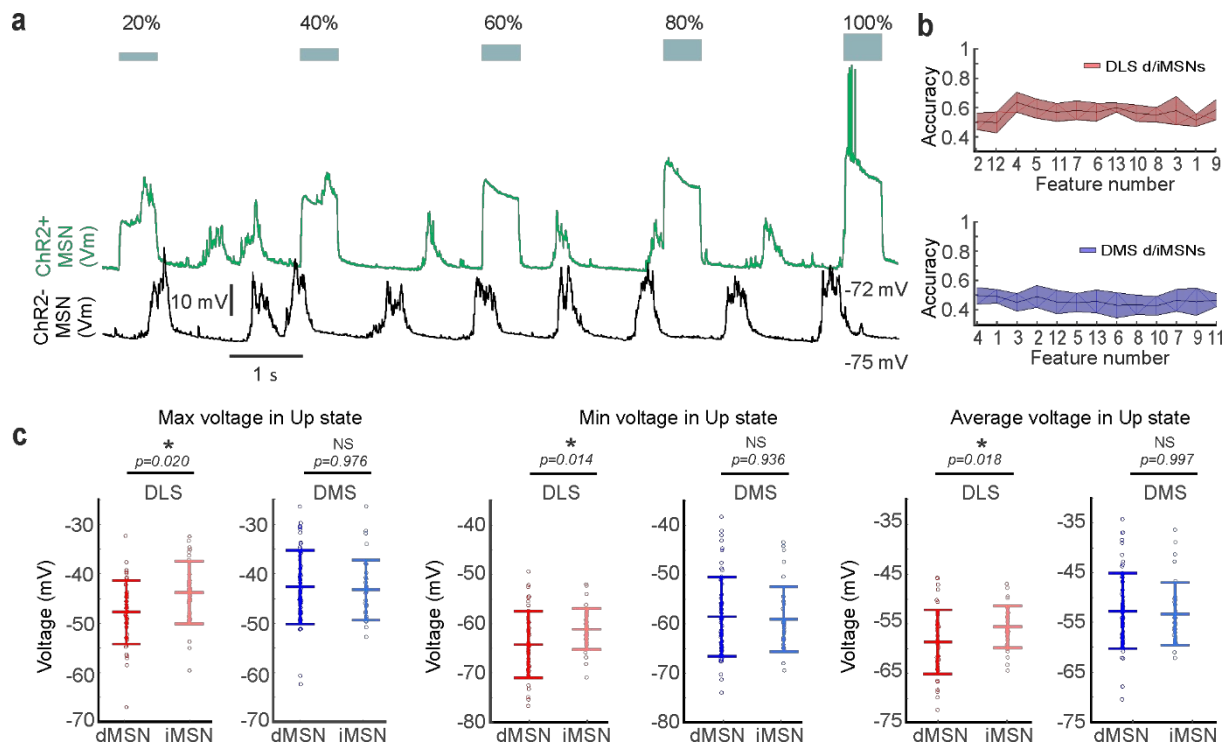 a
20% 40% 60% 80% 100%
ChR2+
MSN
(Vm)
ChR2-
MSN
(Vm)
10 mV
1 s
-72 mV
-75 mV
b
1
0.8
0.6
0.4
Accuracy
DLS d/iMSNs
2 12 4 5 11 7 6 13 10 8 3 1 9
Feature number
1
0.8
0.6
0.4
Accuracy
DMS d/iMSNs
4 1 3 2 12 5 13 6 8 10 7 9 11
Feature number
c
Max voltage in Up state
*
p=0.020
DLS
NS
p=0.976
DMS
Voltage (mV)
-30
-40
-50
-60
-70
dMSN iMSN
-30
-40
-50
-60
-70
dMSN iMSN
Min voltage in Up state
*
p=0.014
DLS
NS
p=0.936
DMS
Voltage (mV)
-40
-50
-60
-70
-80
dMSN iMSN
-40
-50
-60
-70
-80
dMSN iMSN
Average voltage in Up state
*
p=0.018
DLS
NS
p=0.997
DMS
Voltage (mV)
-35
-45
-55
-65
-75
dMSN iMSN
-35
-45
-55
-65
-75
dMSN iMSN